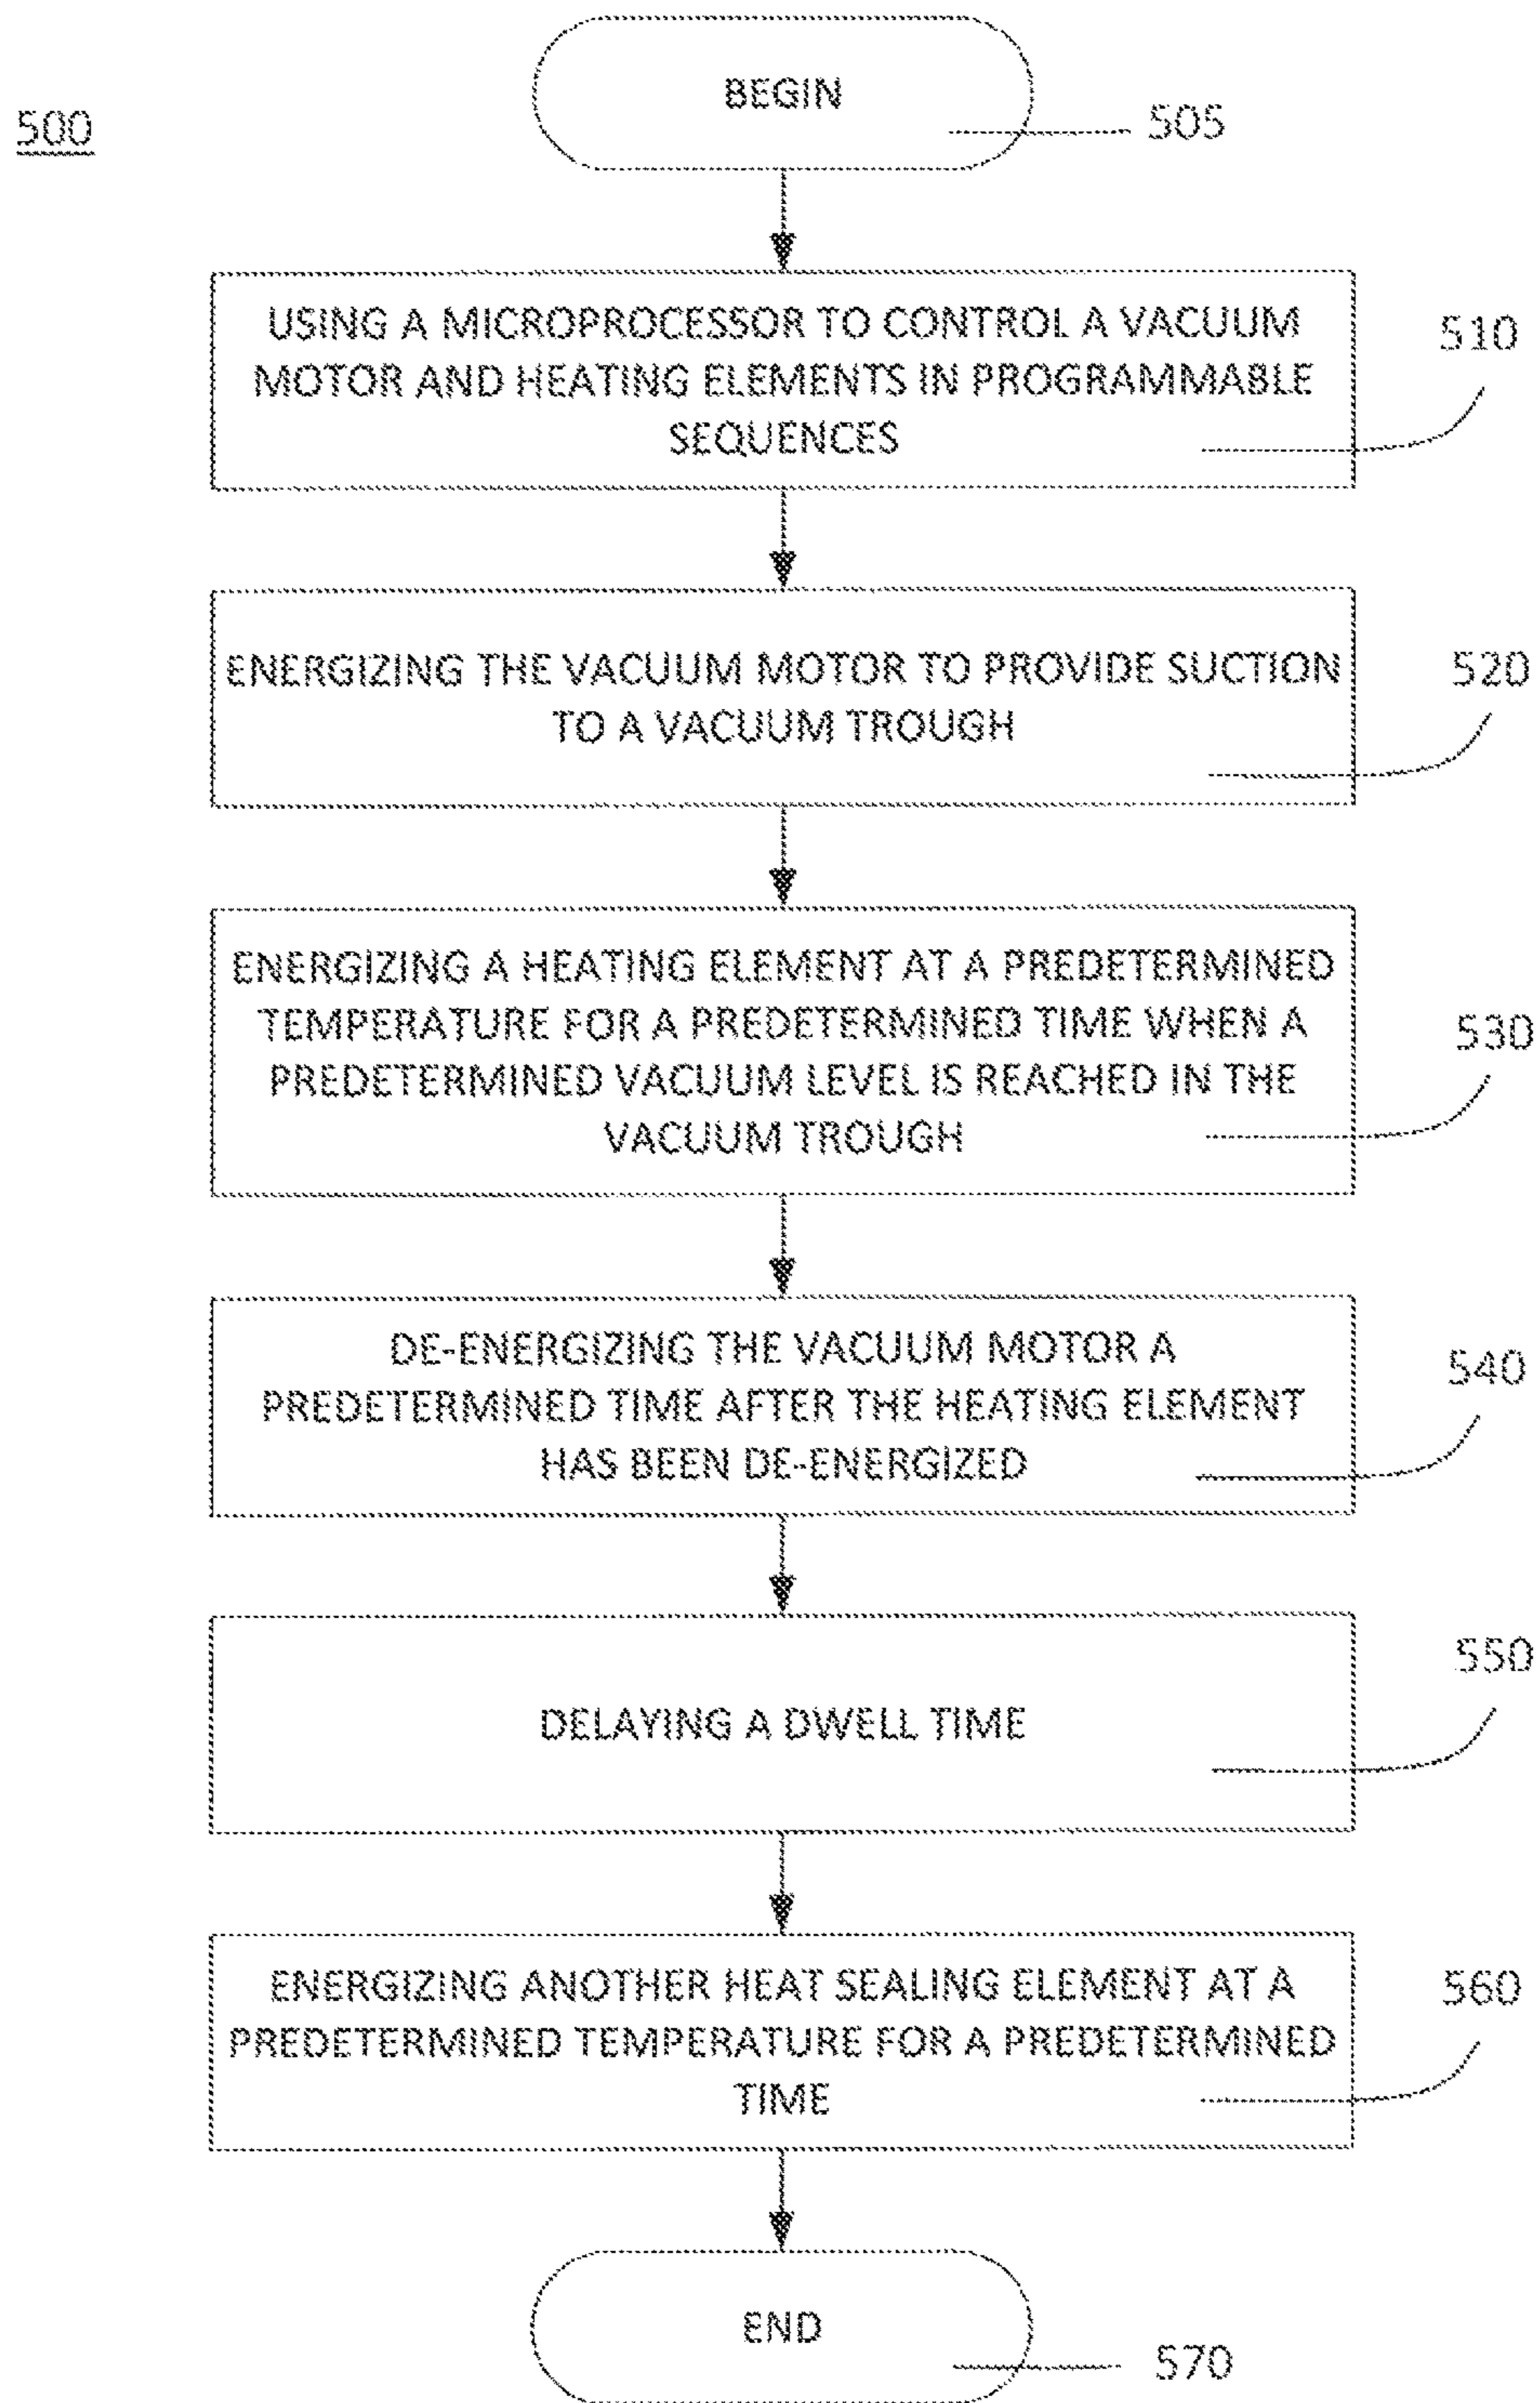 BEGIN
500
505
USING A MICROPROCESSOR TO CONTROL A VACUUM
MOTOR AND HEATING ELEMENTS IN PROGRAMMABLE
SEQUENCES
510
ENERGIZING THE VACUUM MOTOR TO PROVIDE SUCTION
TO A VACUUM TROUGH
520
ENERGIZING A HEATING ELEMENT AT A PREDETERMINED
TEMPERATURE FOR A PREDETERMINED TIME WHEN A
PREDETERMINED VACUUM LEVEL IS REACHED IN THE
VACUUM TROUGH
530
DE-ENERGIZING THE VACUUM MOTOR A
PREDETERMINED TIME AFTER THE HEATING ELEMENT
HAS BEEN DE-ENERGIZED
540
DELAYING A DWELL TIME
550
ENERGIZING ANOTHER HEAT SEALING ELEMENT AT A
PREDETERMINED TEMPERATURE FOR A PREDETERMINED
TIME
560
END
570